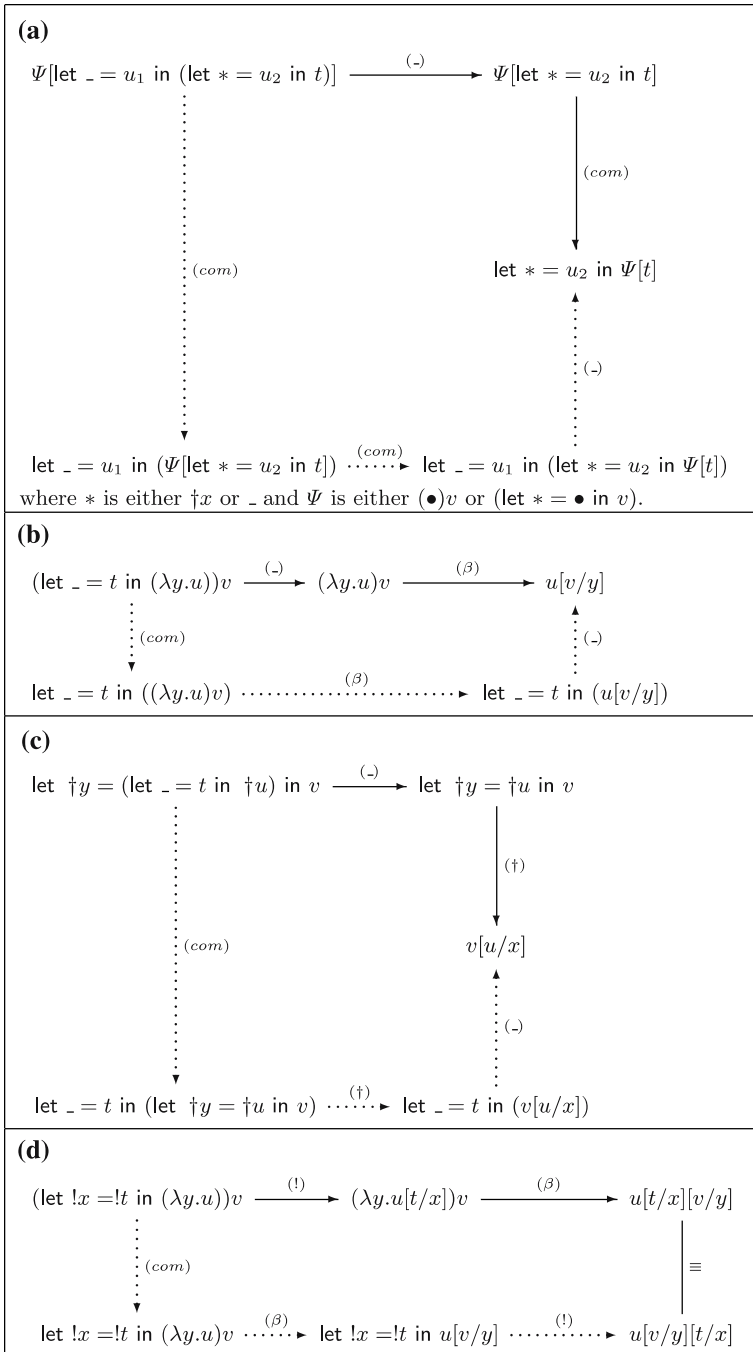 (a)
Ψ[let _ = u₁ in (let * = u₂ in t)] (_) Ψ[let * = u₂ in t]
(com)
let * = u₂ in Ψ[t]
(com)
(_)
let _ = u₁ in (Ψ[let * = u₂ in t]) (com) let _ = u₁ in (let * = u₂ in Ψ[t])
where * is either †x or _ and Ψ is either (•)v or (let * = • in v).
(b)
(let _ = t in (λy.u))v (_) (λy.u)v (β) u[v/y]
(com) (_)
let _ = t in ((λy.u)v) (β) let _ = t in (u[v/y])
(c)
let †y = (let _ = t in †u) in v (_) let †y = †u in v
(†)
(com) v[u/x]
(_)
let _ = t in (let †y = †u in v) (†) let _ = t in (v[u/x])
(d)
(let !x =!t in (λy.u))v (!) (λy.u[t/x])v (β) u[t/x][v/y]
(com) ≡
let !x =!t in (λy.u)v (β) let !x =!t in u[v/y] (!) u[v/y][t/x]